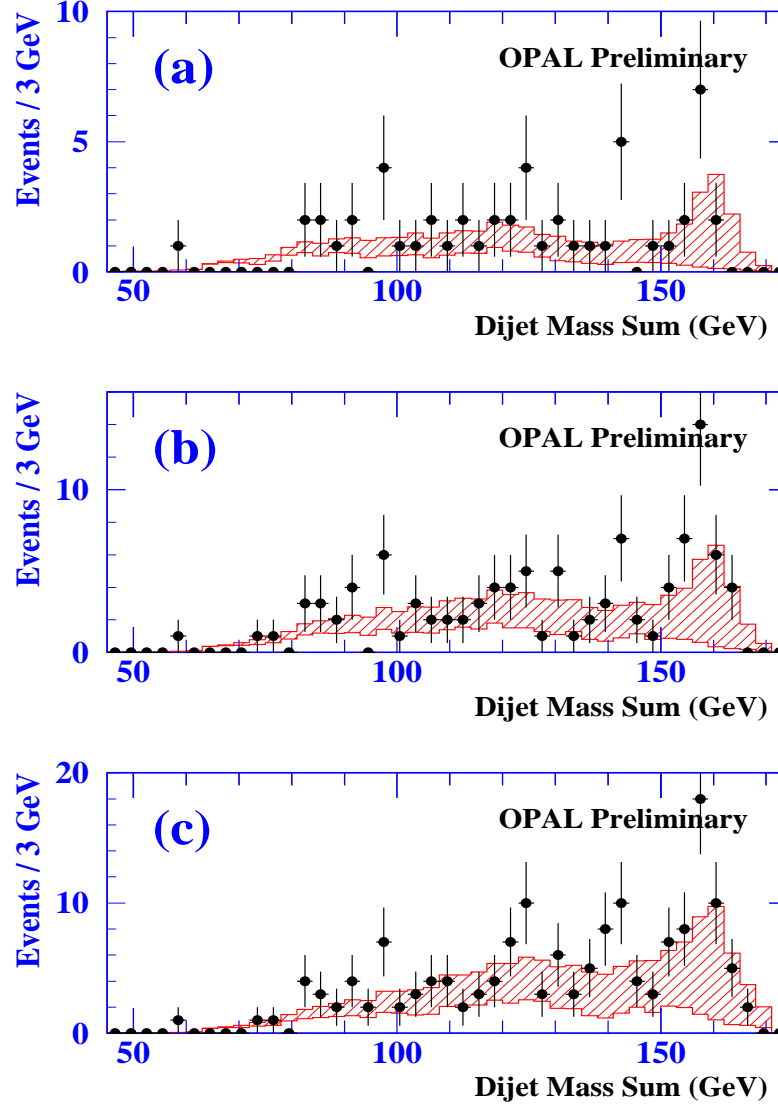 10
(a)
OPAL Preliminary
Events / 3 GeV
5
0
50
100
150
Dijet Mass Sum (GeV)
(b)
OPAL Preliminary
Events / 3 GeV
10
0
50
100
150
Dijet Mass Sum (GeV)
20
(c)
OPAL Preliminary
Events / 3 GeV
10
0
50
100
150
Dijet Mass Sum (GeV)